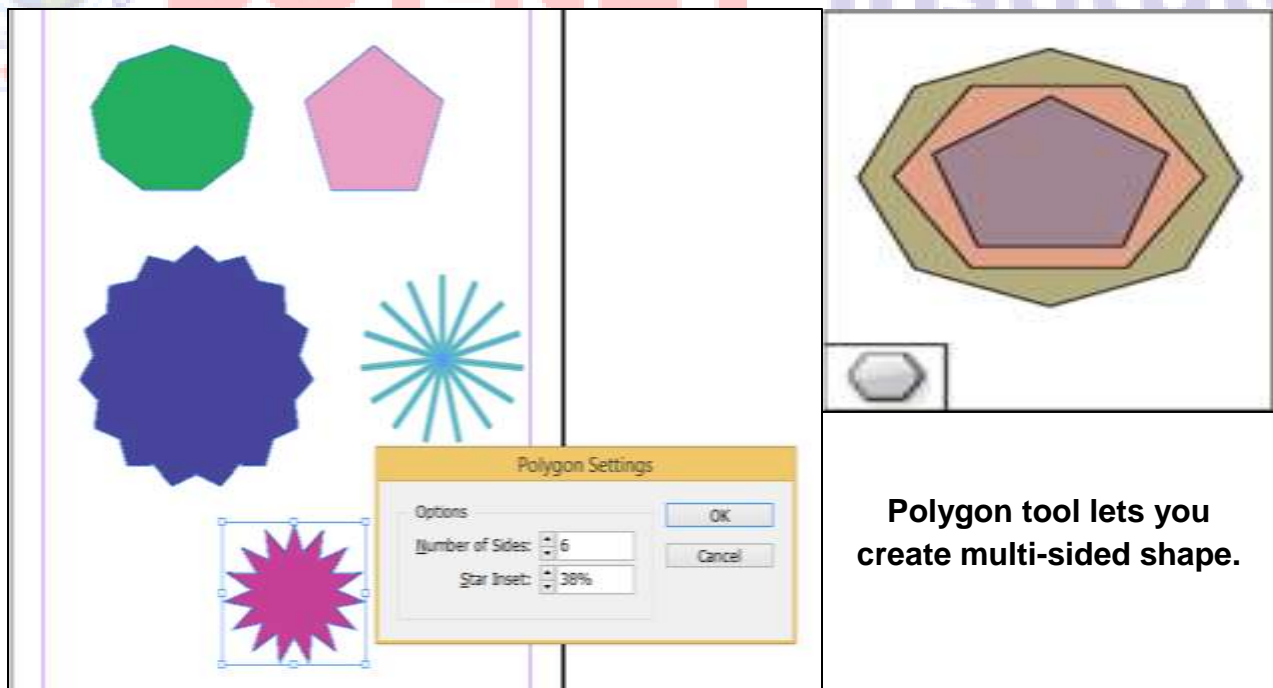 Polygon Settings
Options
Number of Sides: 6
Star Inset: 38%
OK
Cancel
Polygon tool lets you
create multi-sided shape.